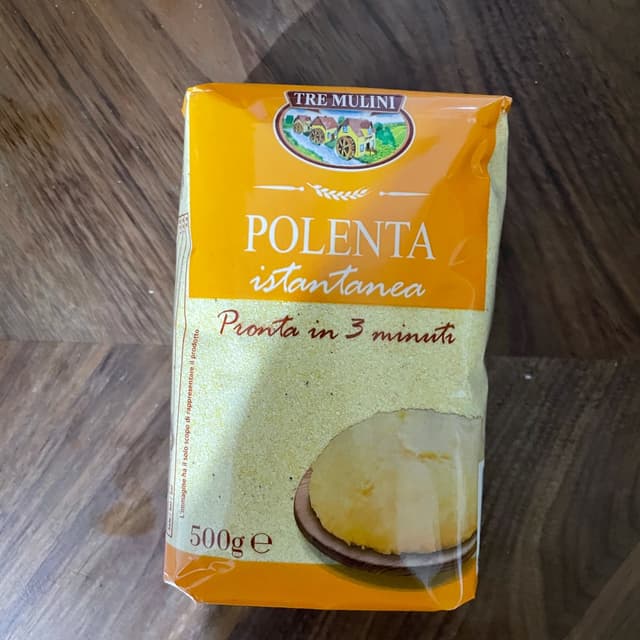 TRE MULINI
POLENTA
istantanea
Pronta in 3 minuti
L'immagine ha il solo scopo di rappresentare il prodotto
500g ℮